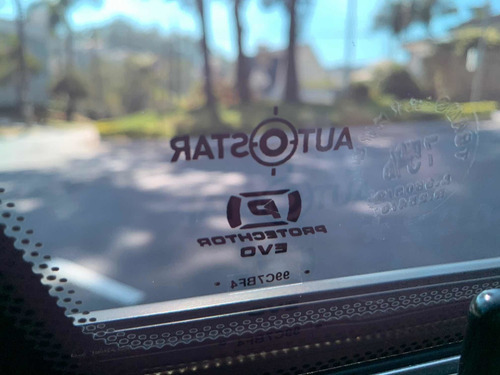 AUTOSTAR
P
PROTECHTOR
EVO
99C7BF4